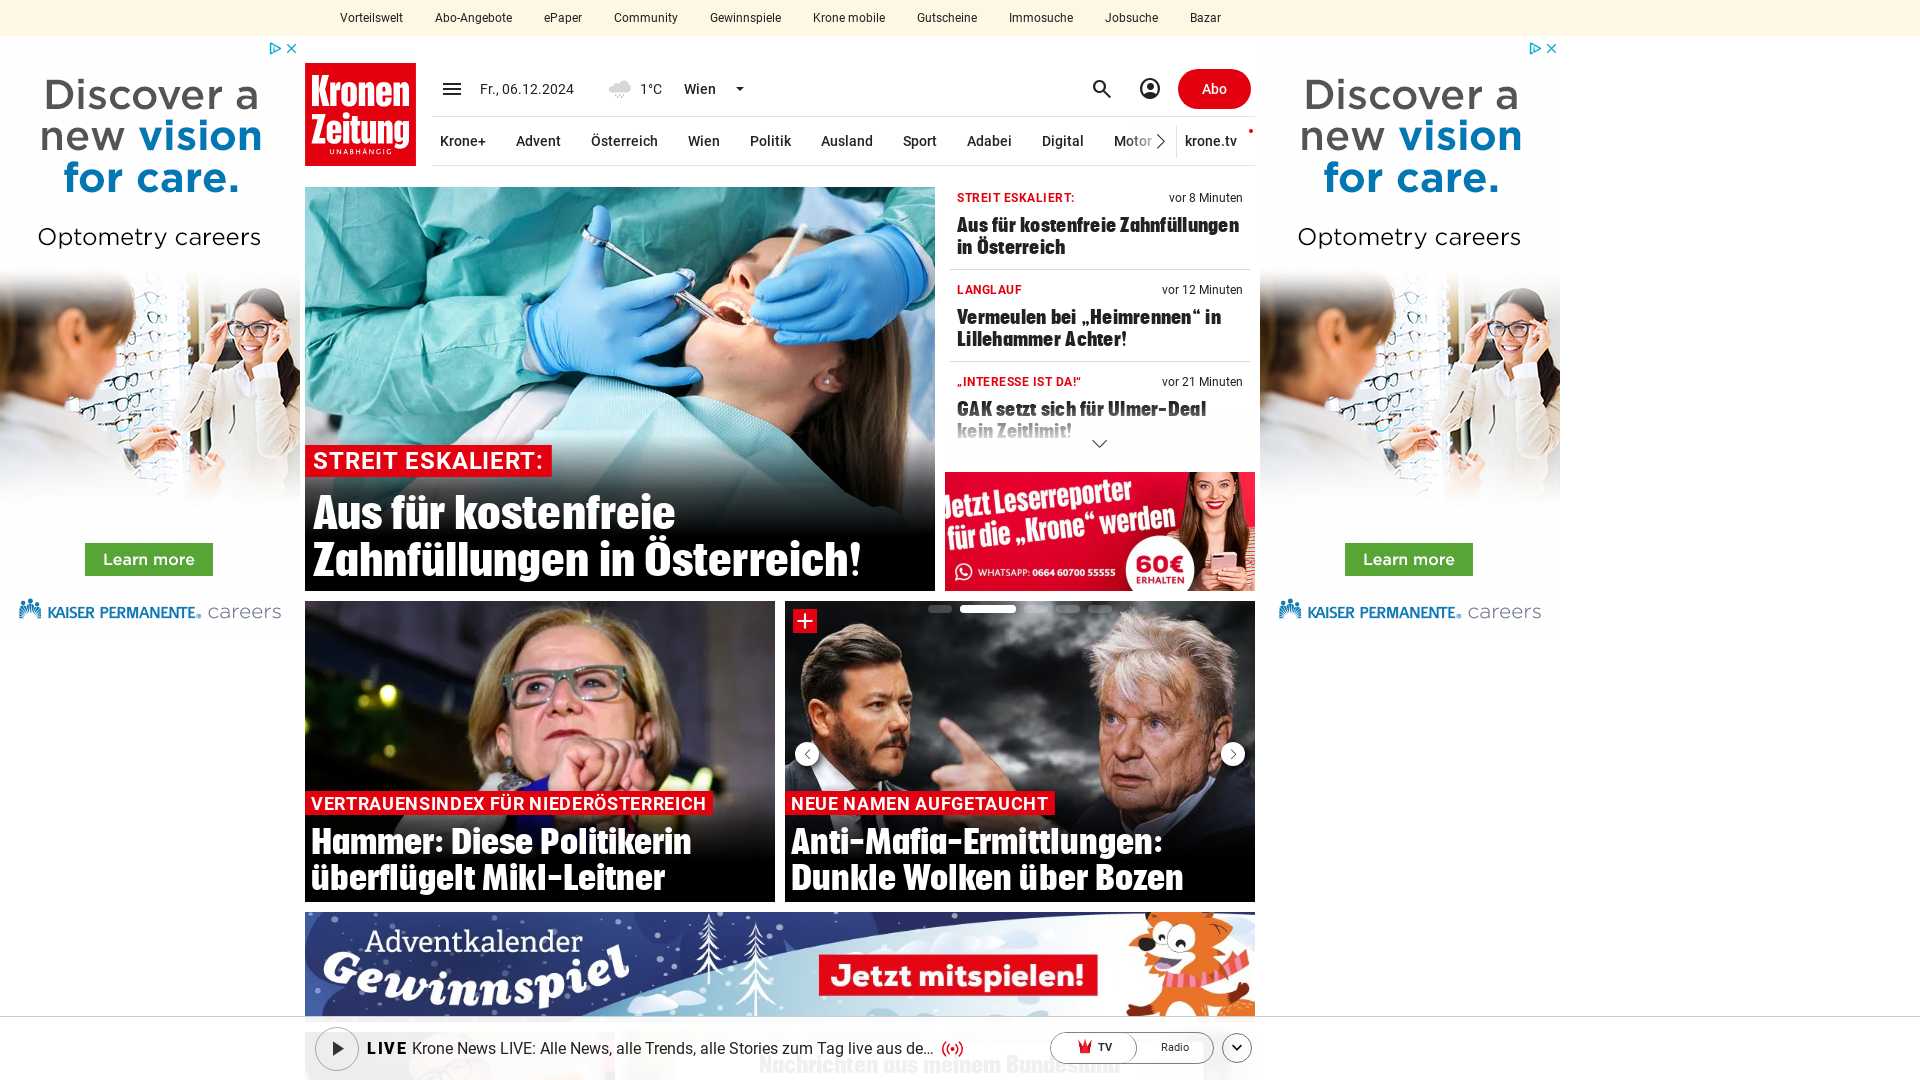 Vorteilswelt Abo-Angebote ePaper Community Gewinnspiele Krone mobile Gutscheine Immosuche Jobsuche Bazar
Discover a
new vision
for care.
Optometry careers
Learn more
KAISER PERMANENTE® careers
Kronen
Zeitung
UNABHÄNGIG
Fr., 06.12.2024 1°C Wien
Abo
Krone+ Advent Österreich Wien Politik Ausland Sport Adabei Digital Motor krone.tv
STREIT ESKALIERT:
Aus für kostenfreie
Zahnfüllungen in Österreich!
STREIT ESKALIERT: vor 8 Minuten
Aus für kostenfreie Zahnfüllungen
in Österreich
LANGLAUF vor 12 Minuten
Vermeulen bei „Heimrennen“ in
Lillehammer Achter!
„INTERESSE IST DA!“ vor 21 Minuten
GAK setzt sich für Ulmer-Deal
kein Zeitlimit!
Jetzt Leserreporter
für die „Krone“ werden
WHATSAPP: 0664 60700 55555
60€
ERHALTEN
VERTRAUENSINDEX FÜR NIEDERÖSTERREICH
Hammer: Diese Politikerin
überflügelt Mikl-Leitner
NEUE NAMEN AUFGETAUCHT
Anti-Mafia-Ermittlungen:
Dunkle Wolken über Bozen
Adventkalender
Gewinnspiel
Jetzt mitspielen!
LIVE Krone News LIVE: Alle News, alle Trends, alle Stories zum Tag live aus de…
TV Radio
Nachrichten aus meinem Bundesland
Discover a
new vision
for care.
Optometry careers
Learn more
KAISER PERMANENTE® careers